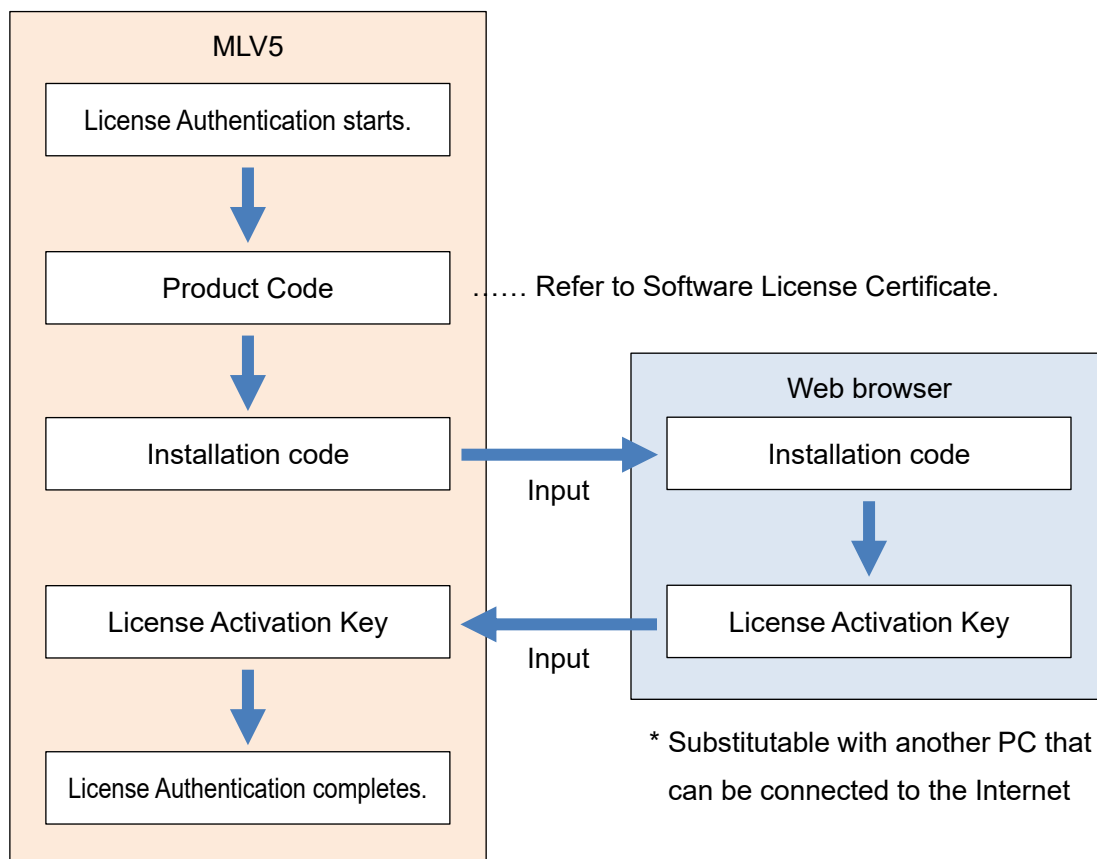 MLV5
License Authentication starts.
Product Code
…… Refer to Software License Certificate.
Installation code
Input
License Activation Key
Input
License Authentication completes.
Web browser
Installation code
License Activation Key
* Substitutable with another PC that
can be connected to the Internet